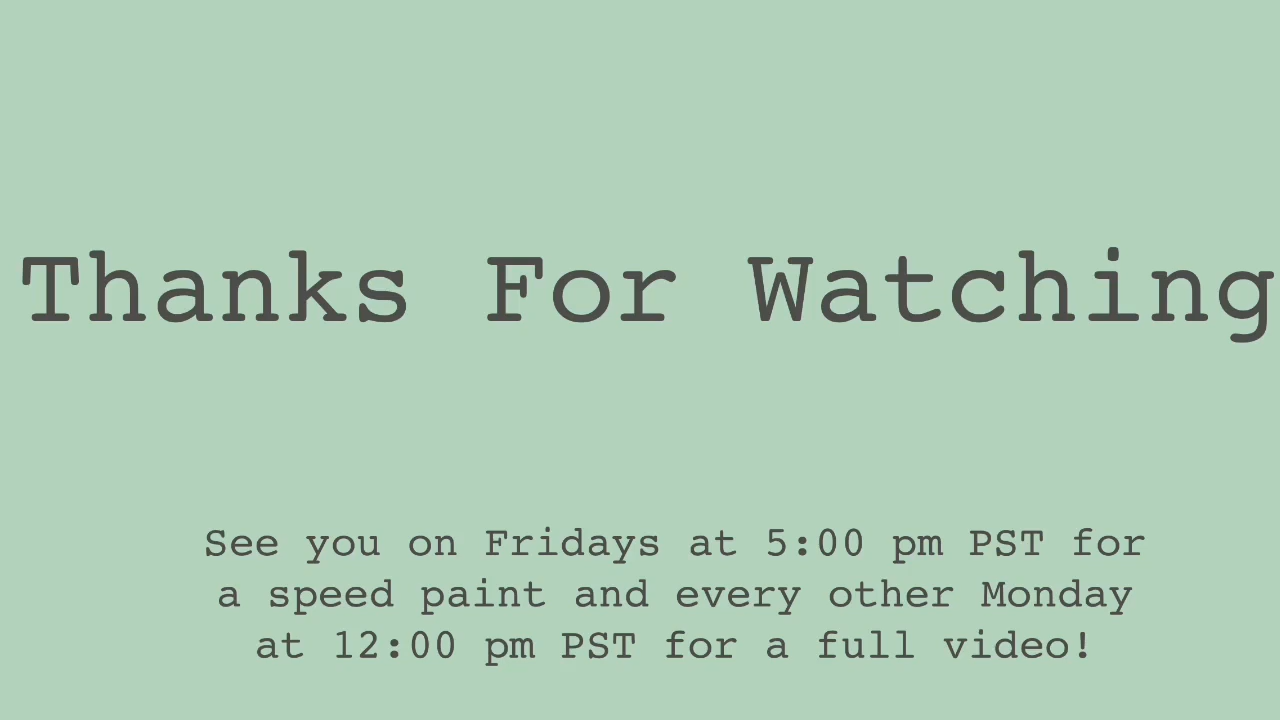 Thanks For Watching
See you on Fridays at 5:00 pm PST for
a speed paint and every other Monday
at 12:00 pm PST for a full video!